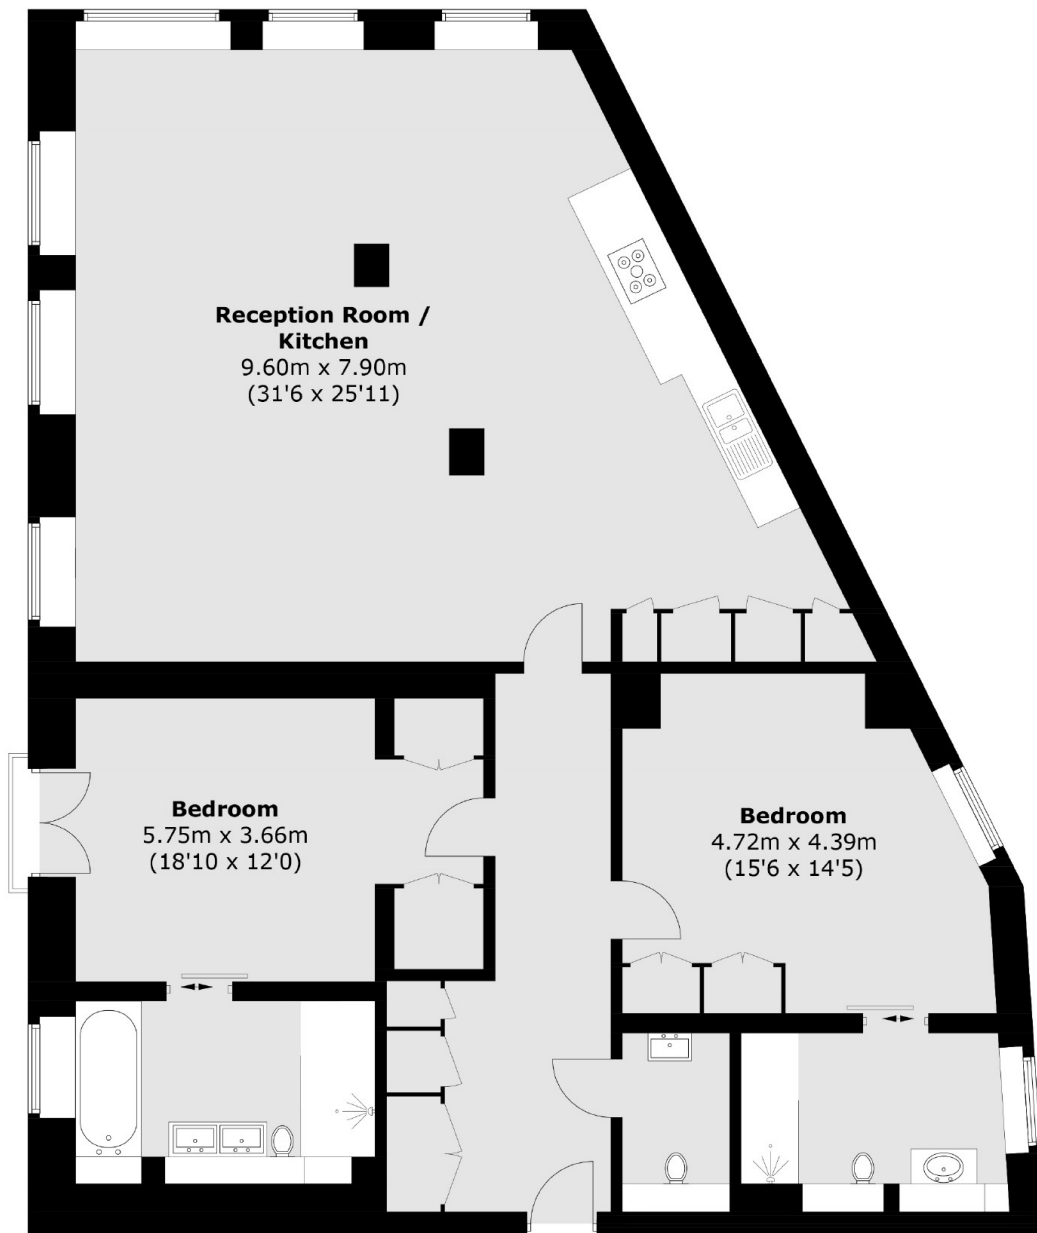 Reception Room /
Kitchen
9.60m x 7.90m
(31'6 x 25'11)
Bedroom
5.75m x 3.66m
(18'10 x 12'0)
Bedroom
4.72m x 4.39m
(15'6 x 14'5)